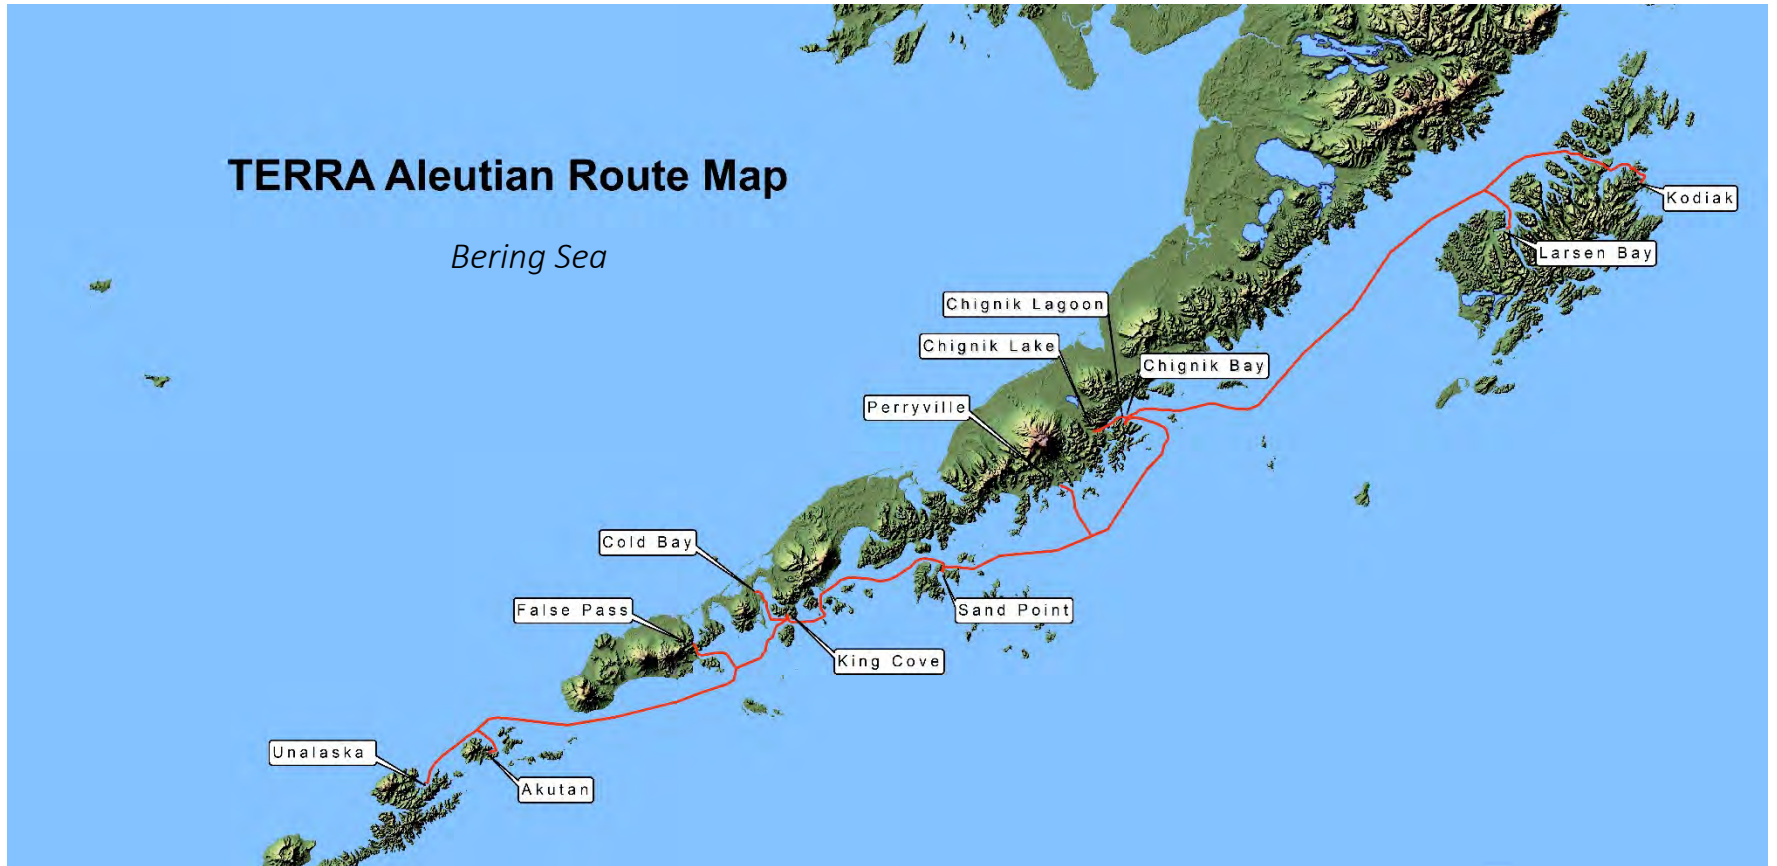 TERRA Aleutian Route Map
Bering Sea
Kodiak
Larsen Bay
Chignik Lagoon
Chignik Lake
Chignik Bay
Perryville
Cold Bay
False Pass
Sand Point
King Cove
Unalaska
Akutan